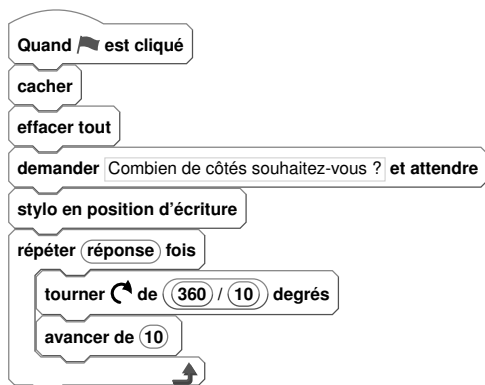 Quand est cliqué
cacher
effacer tout
demander Combien de côtés souhaitez-vous ? et attendre
stylo en position d'écriture
répéter réponse fois
tourner de 360 / 10 degrés
avancer de 10